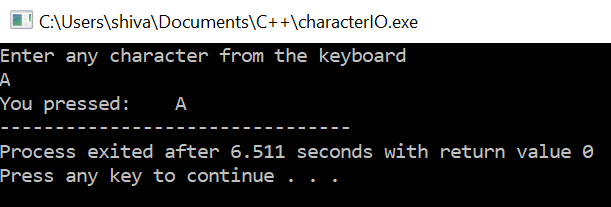 C:\Users\shiva\Documents\C++\characterIO.exe
Enter any character from the keyboard
A
You pressed:    A
--------------------------------
Process exited after 6.511 seconds with return value 0
Press any key to continue . . .